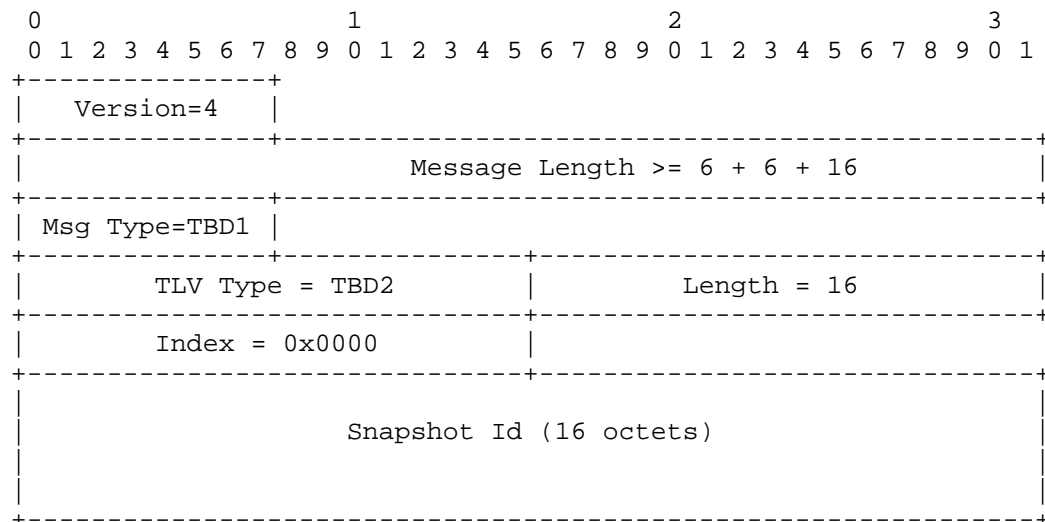 0                   1                   2                   3
 0 1 2 3 4 5 6 7 8 9 0 1 2 3 4 5 6 7 8 9 0 1 2 3 4 5 6 7 8 9 0 1
+---------------+
|   Version=4   |
+---------------+-----------------------------------------------+
|                        Message Length >= 6 + 6 + 16           |
+---------------+-----------------------------------------------+
| Msg Type=TBD1 |
+---------------+---------------+-------------------------------+
|        TLV Type = TBD2        |         Length = 16           |
+-------------------------------+-------------------------------+
|        Index = 0x0000         |
+-------------------------------+-------------------------------+
|                                                               |
|                    Snapshot Id (16 octets)                    |
|                                                               |
|                                                               |
+---------------------------------------------------------------+